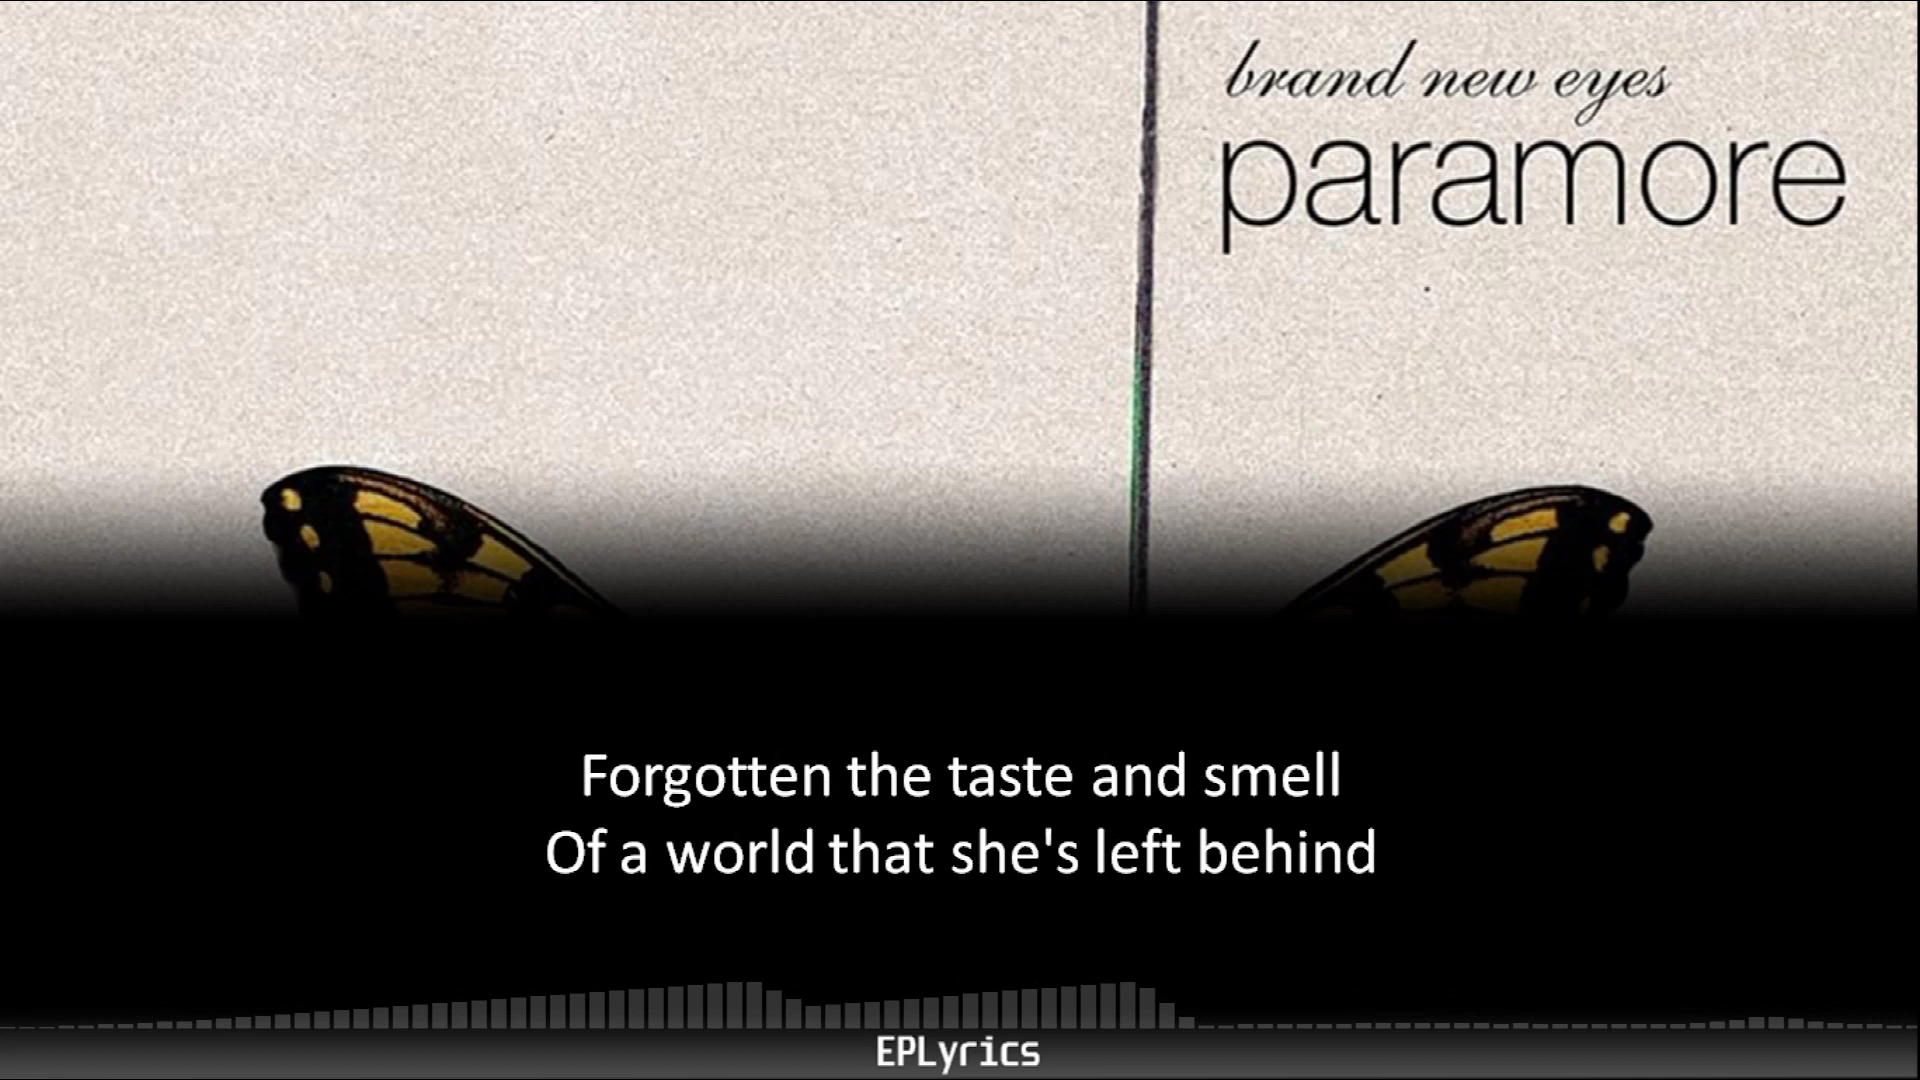 brand new eyes
paramore
Forgotten the taste and smell
Of a world that she's left behind
EPLyrics